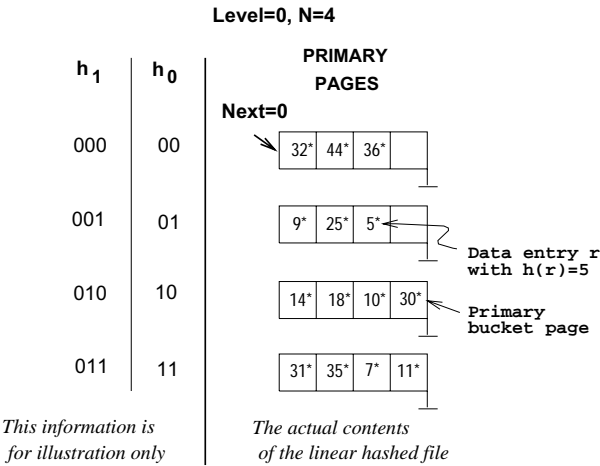 Level=0, N=4
h1 h0 PRIMARY
PAGES
Next=0
000 00 32* 44* 36*
001 01 9* 25* 5*
Data entry r
with h(r)=5
010 10 14* 18* 10* 30*
Primary
bucket page
011 11 31* 35* 7* 11*
This information is
for illustration only
The actual contents
of the linear hashed file